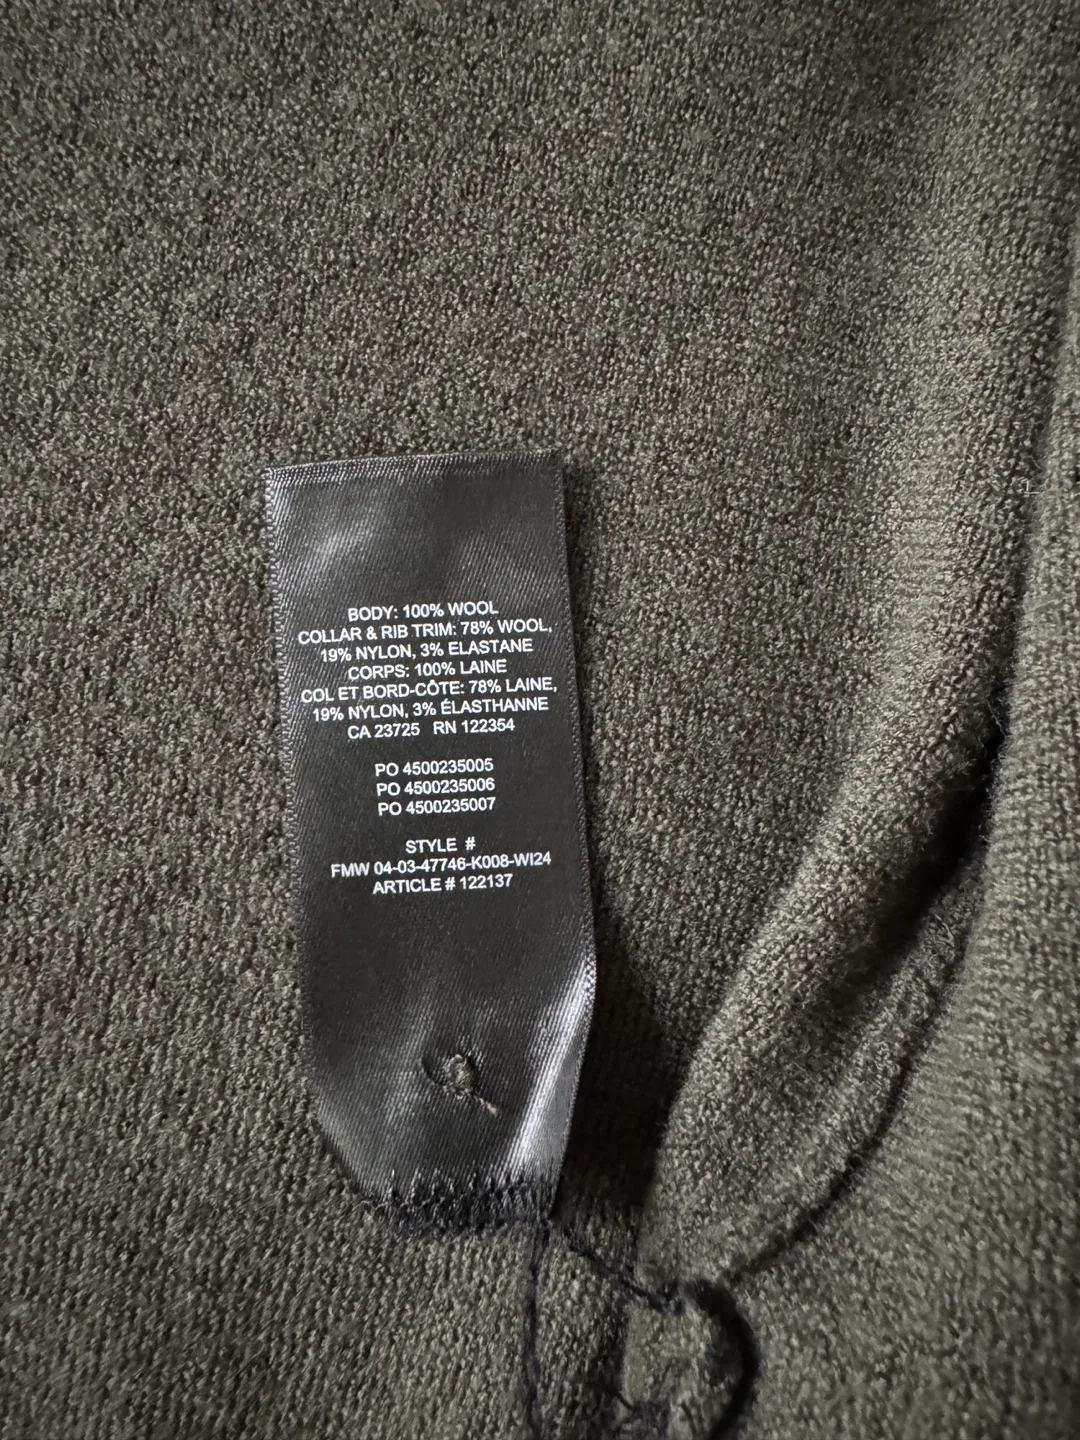 BODY: 100% WOOL
COLLAR & RIB TRIM: 78% WOOL,
19% NYLON, 3% ELASTANE
CORPS: 100% LAINE
COL ET BORD-CÔTE: 78% LAINE,
19% NYLON, 3% ÉLASTHANNE
CA 23725 RN 122354
PO 4500235005
PO 4500235006
PO 4500235007
STYLE #
FMW 04-03-47746-K008-WI24
ARTICLE # 122137